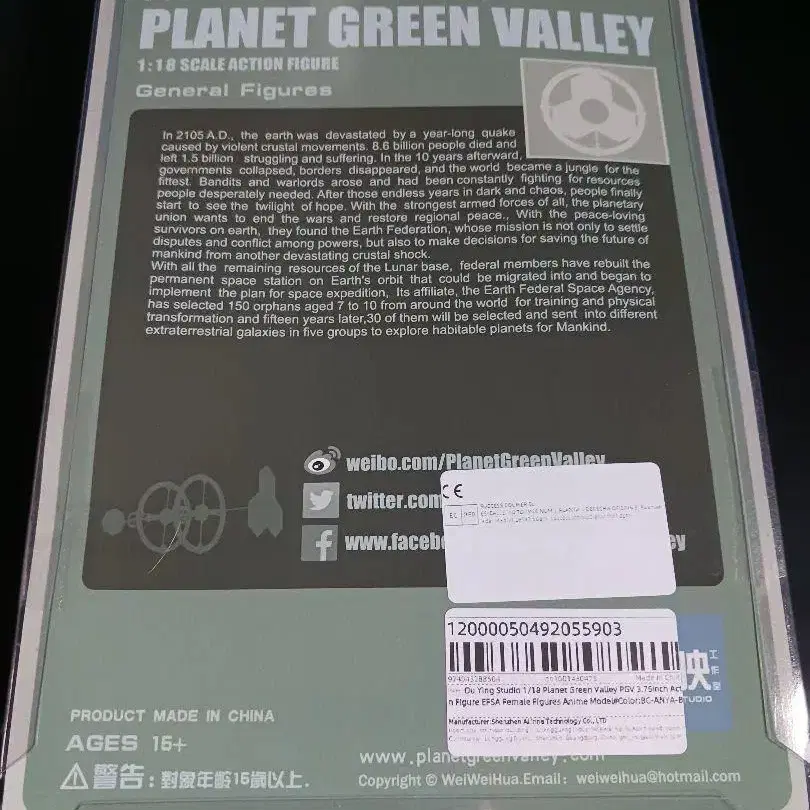 PLANET GREEN VALLEY
1:18 SCALE ACTION FIGURE
General Figures
In 2105 A.D., the earth was devastated by a year-long quake
caused by violent crustal movements. 8.6 billion people died and
left 1.5 billion struggling and suffering. In the 10 years afterward,
governments collapsed, borders disappeared, and the world became a jungle for the
fittest. Bandits and warlords arose and had been constantly fighting for resources
people desperately needed. After those endless years in dark and chaos, people finally
start to see the twilight of hope. With the strongest armed forces of all, the planetary
union wants to end the wars and restore regional peace., With the peace-loving
survivors on earth, they found the Earth Federation, whose mission is not only to settle
disputes and conflict among powers, but also to make decisions for saving the future of
mankind from another devastating crustal shock.
With all the remaining resources of the Lunar base, federal members have rebuilt the
permanent space station on Earth's orbit that could be migrated into and began to
implement the plan for space expedition, Its affiliate, the Earth Federal Space Agency,
has selected 150 orphans aged 7 to 10 from around the world for training and physical
transformation and fifteen years later,30 of them will be selected and sent into different
extraterrestrial galaxies in five groups to explore habitable planets for Mankind.
weibo.com/PlanetGreenValley
twitter.com
www.facebo
ey
CE
EC REP
12000050492055903
Made in China
Ou Ying Studio 1/18 Planet Green Valley PGV 3.75inch Act
n Figure EFSA Female Figures Anime Model#Color:BC-ANYA-B
Manufacturer:Shenzhen
Technology Co., LTD
映
工作室
STUDIO
PRODUCT MADE IN CHINA
AGES 15+
警告:對象年齡15歲以上.
www.planetgreenvalley.com
Copyright © WeiWeiHua.Email: weiweihua@hotmail.com